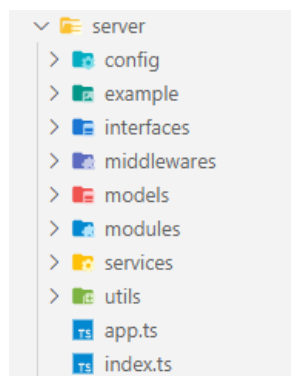 server
config
example
interfaces
middlewares
models
modules
services
utils
TS app.ts
TS index.ts